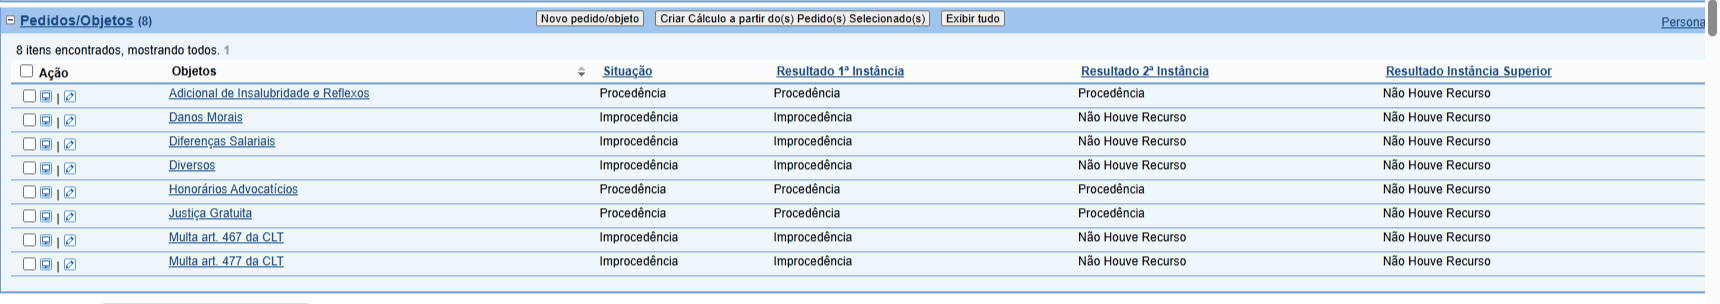 Pedidos/Objetos (8) Novo pedido/objeto Criar Cálculo a partir do(s) Pedido(s) Selecionado(s) Exibir tudo Persona
8 itens encontrados, mostrando todos. 1
Ação Objetos Situação Resultado 1ª Instância Resultado 2ª Instância Resultado Instância Superior
| Adicional de Insalubridade e Reflexos Procedência Procedência Procedência Não Houve Recurso
| Danos Morais Improcedência Improcedência Não Houve Recurso Não Houve Recurso
| Diferenças Salariais Improcedência Improcedência Não Houve Recurso Não Houve Recurso
| Diversos Improcedência Improcedência Não Houve Recurso Não Houve Recurso
| Honorários Advocatícios Procedência Procedência Procedência Não Houve Recurso
| Justiça Gratuita Procedência Procedência Procedência Não Houve Recurso
| Multa art. 467 da CLT Improcedência Improcedência Não Houve Recurso Não Houve Recurso
| Multa art. 477 da CLT Improcedência Improcedência Não Houve Recurso Não Houve Recurso